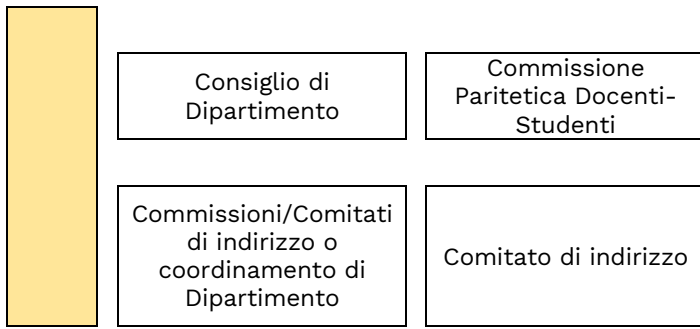 Consiglio di
Dipartimento
Commissione
Paritetica Docenti-
Studenti
Commissioni/Comitati
di indirizzo o
coordinamento di
Dipartimento
Comitato di indirizzo